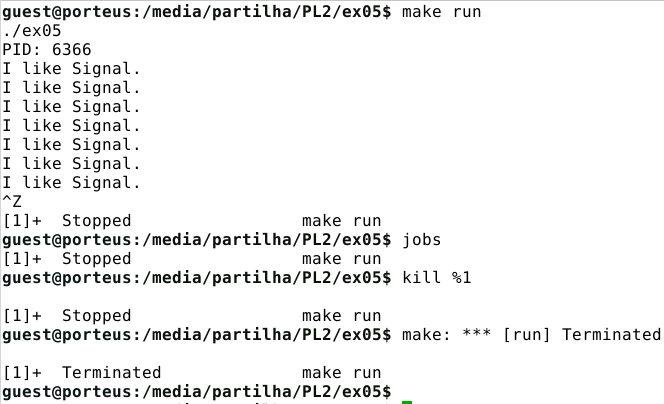 guest@porteus:/media/partilha/PL2/ex05$ make run
./ex05
PID: 6366
I like Signal.
I like Signal.
I like Signal.
I like Signal.
I like Signal.
I like Signal.
I like Signal.
^Z
[1]+  Stopped                 make run
guest@porteus:/media/partilha/PL2/ex05$ jobs
[1]+  Stopped                 make run
guest@porteus:/media/partilha/PL2/ex05$ kill %1
[1]+  Stopped                 make run
guest@porteus:/media/partilha/PL2/ex05$ make: *** [run] Terminated
[1]+  Terminated              make run
guest@porteus:/media/partilha/PL2/ex05$